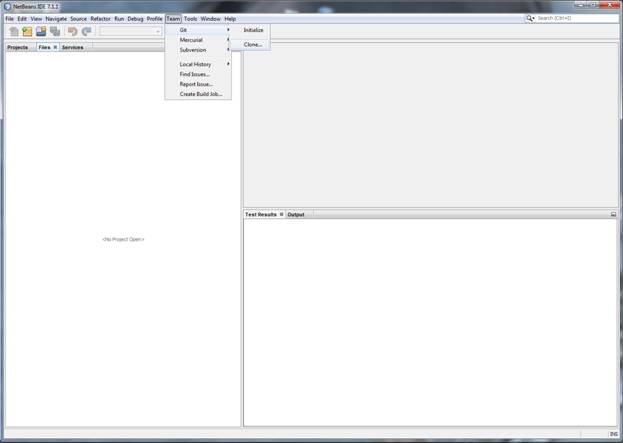 NetBeans IDE 7.1.1
File Edit View Navigate Source Refactor Run Debug Profile Team Tools Window Help
Search (Ctrl+I)
Projects Files Services
Git
Mercurial
Subversion
Local History
Find Issues...
Report Issue...
Create Build Job...
Initialize
Clone...
<No Project Open>
Test Results Output
INS